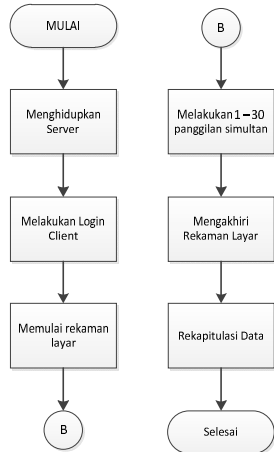 MULAI
Menghidupkan
Server
Melakukan Login
Client
Memulai rekaman
layar
B
B
Melakukan 1–30
panggilan simultan
Mengakhiri
Rekaman Layar
Rekapitulasi Data
Selesai